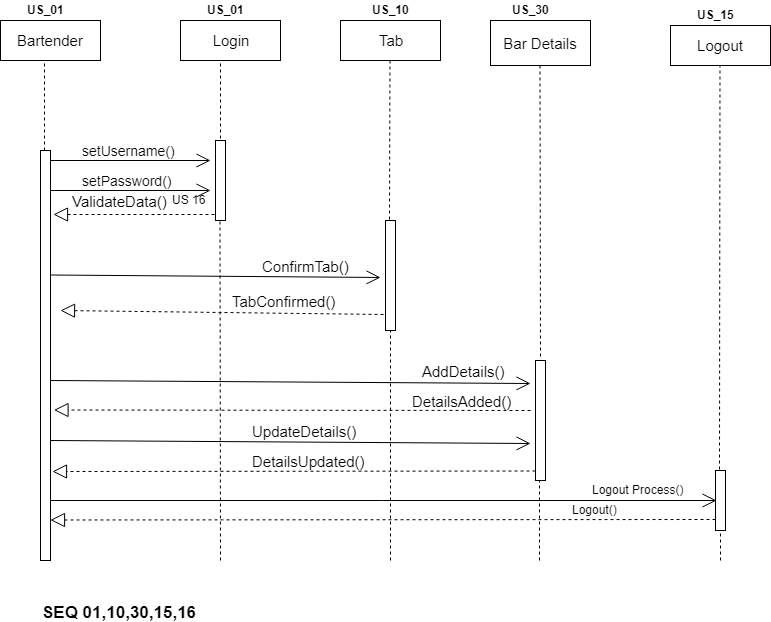 US_01
US_01
US_10
US_30
US_15
Bartender
Login
Tab
Bar Details
Logout
setUsername()
setPassword()
ValidateData() US 16
ConfirmTab()
TabConfirmed()
AddDetails()
DetailsAdded()
UpdateDetails()
DetailsUpdated()
Logout Process()
Logout()
SEQ 01,10,30,15,16